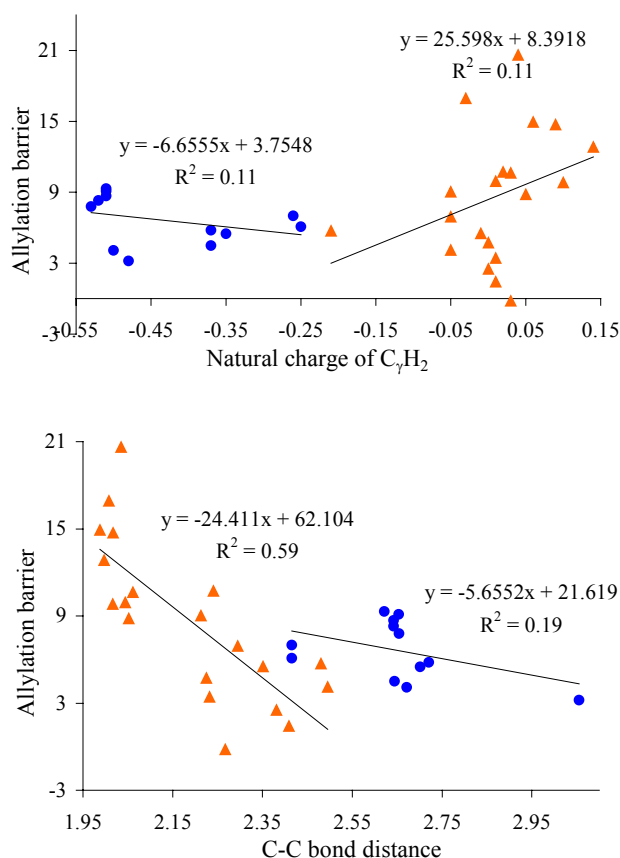 21
y = 25.598x + 8.3918
R² = 0.11
15
y = -6.6555x + 3.7548
R² = 0.11
9
3
-3
-0.55 -0.45 -0.35 -0.25 -0.15 -0.05 0.05 0.15
Allylation barrier
Natural charge of CᵧH₂
21
y = -24.411x + 62.104
R² = 0.59
15
9
y = -5.6552x + 21.619
R² = 0.19
3
-3
1.95 2.15 2.35 2.55 2.75 2.95
Allylation barrier
C-C bond distance